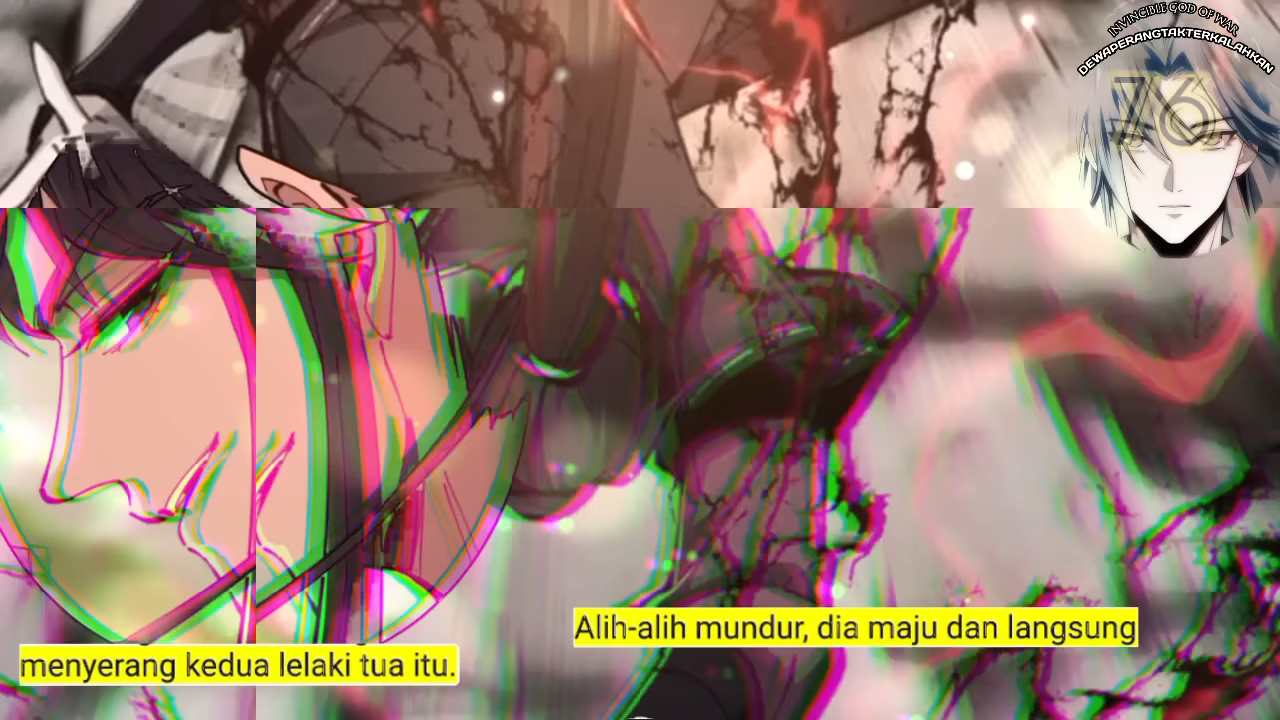 INVINCIBLE GOD OF WAR
DEWAPERANGTAKTERKALAHKAN
76
Alih-alih mundur, dia maju dan langsung
menyerang kedua lelaki tua itu.